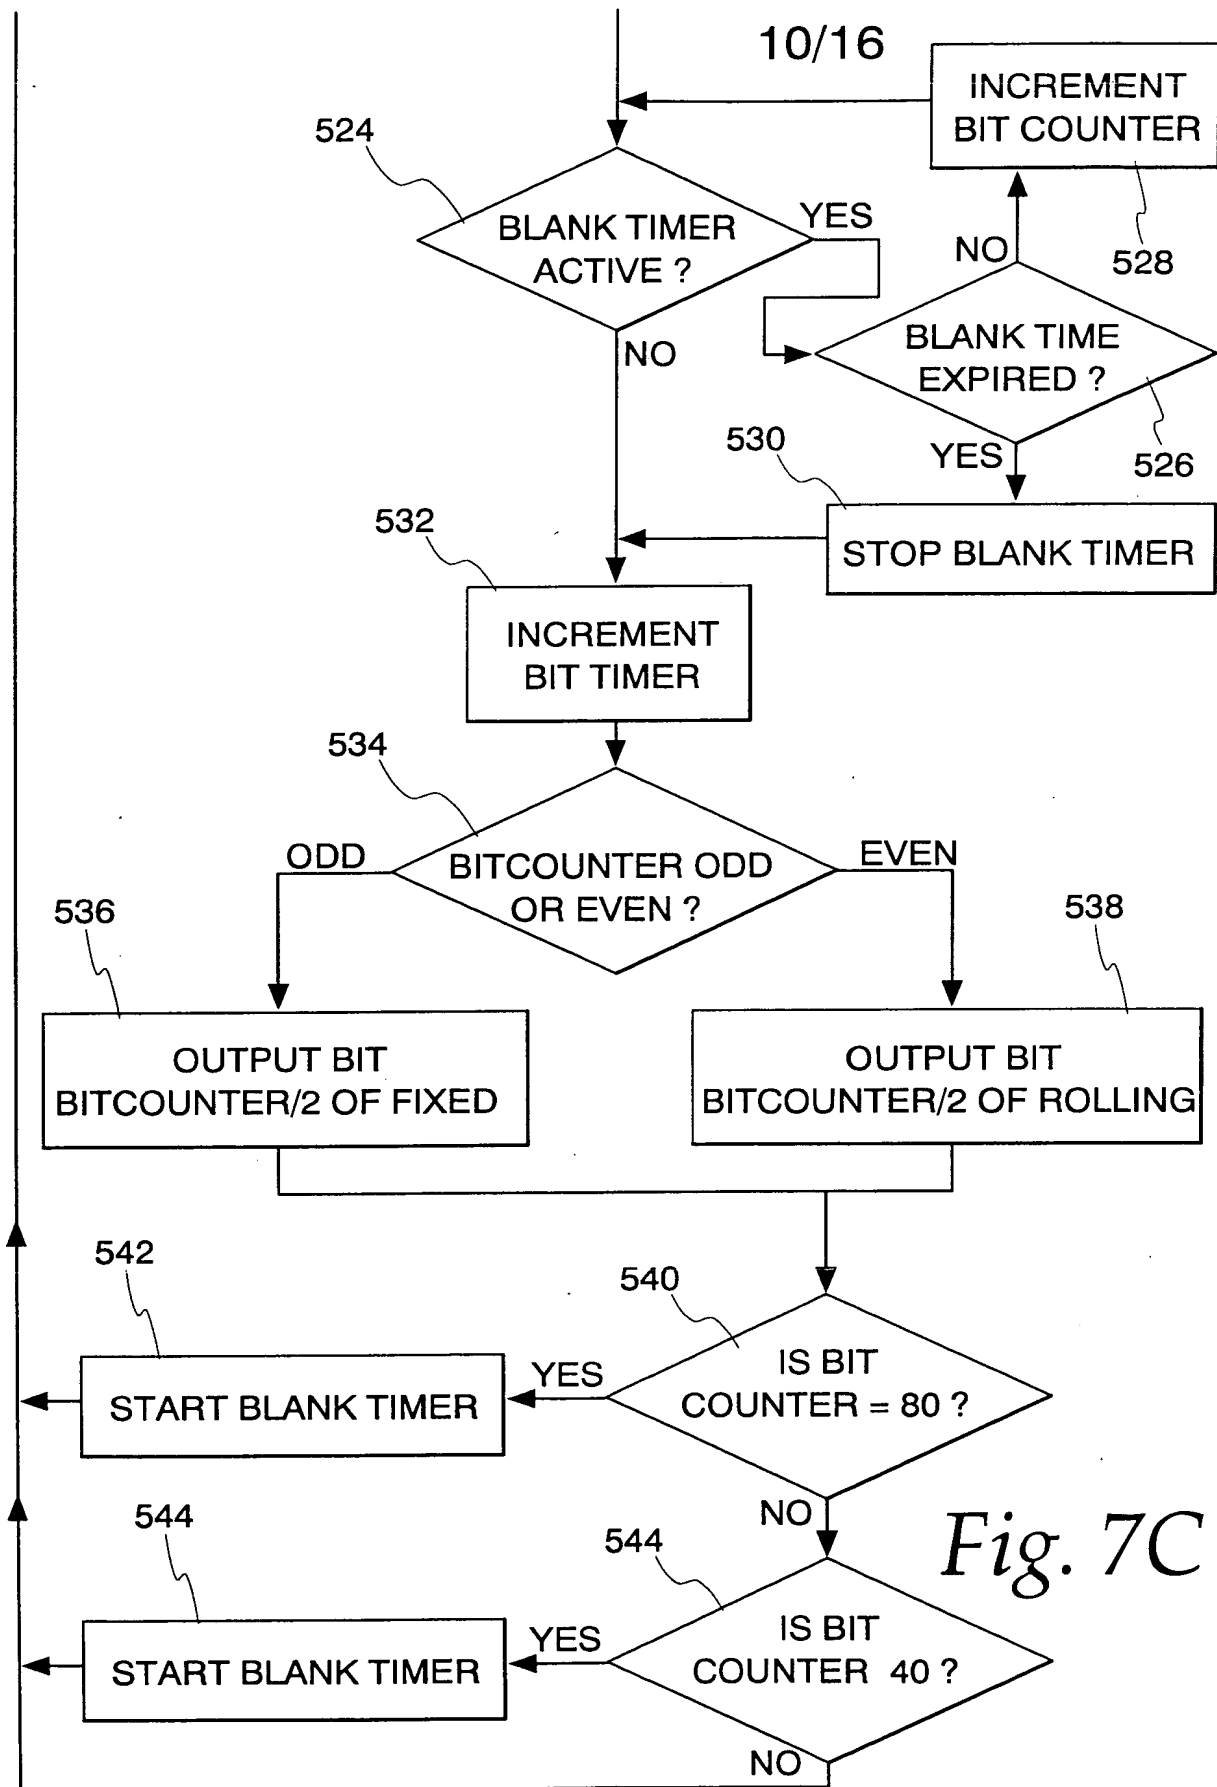 10/16
INCREMENT
BIT COUNTER
524
BLANK TIMER
ACTIVE ?
YES
NO
528
NO
BLANK TIME
EXPIRED ?
526
YES
530
STOP BLANK TIMER
532
INCREMENT
BIT TIMER
534
BITCOUNTER ODD
OR EVEN ?
ODD
EVEN
536
538
OUTPUT BIT
BITCOUNTER/2 OF FIXED
OUTPUT BIT
BITCOUNTER/2 OF ROLLING
542
540
START BLANK TIMER
YES
IS BIT
COUNTER = 80 ?
NO
Fig. 7C
544
544
START BLANK TIMER
YES
IS BIT
COUNTER 40 ?
NO